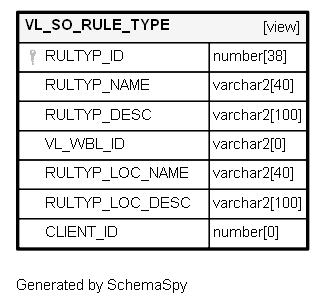 VL_SO_RULE_TYPE [view]
RULTYP_ID number[38]
RULTYP_NAME varchar2[40]
RULTYP_DESC varchar2[100]
VL_WBL_ID varchar2[0]
RULTYP_LOC_NAME varchar2[40]
RULTYP_LOC_DESC varchar2[100]
CLIENT_ID number[0]
Generated by SchemaSpy